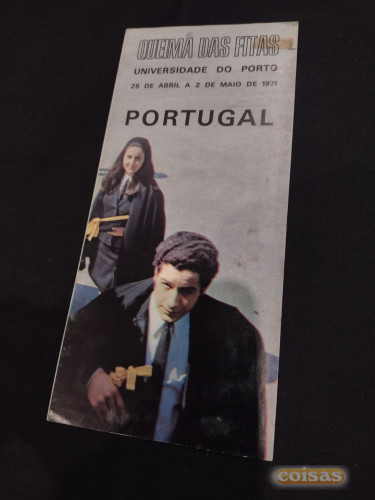 QUEIMA DAS FITAS
UNIVERSIDADE DO PORTO
25 DE ABRIL A 2 DE MAIO DE 1971
PORTUGAL
coisas